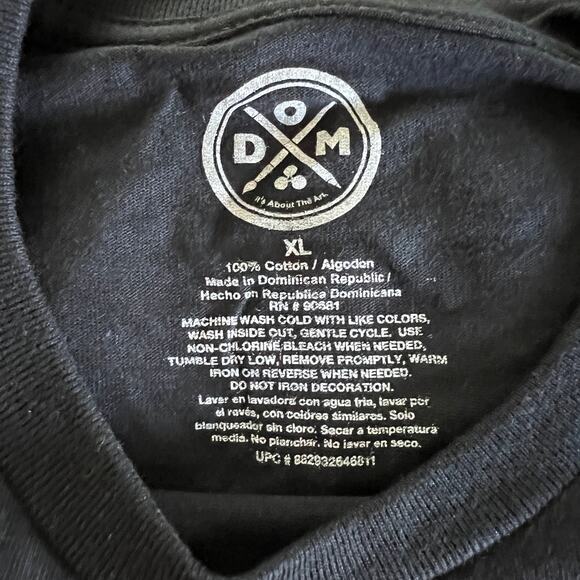 O
D M
It's About The Art.
XL
100% Cotton / Algodon
Made in Dominican Republic /
Hecho en Republica Dominicana
RN # 90681
MACHINE WASH COLD WITH LIKE COLORS,
WASH INSIDE OUT, GENTLE CYCLE. USE
NON-CHLORINE BLEACH WHEN NEEDED,
TUMBLE DRY LOW, REMOVE PROMPTLY, WARM
IRON ON REVERSE WHEN NEEDED.
DO NOT IRON DECORATION.
Lavar en lavadora con agua fria, lavar por
el revés, con colores similares. Solo
blanqueador sin cloro. Secar a temperatura
media. No planchar. No lavar en seco.
UPC # 882932646811